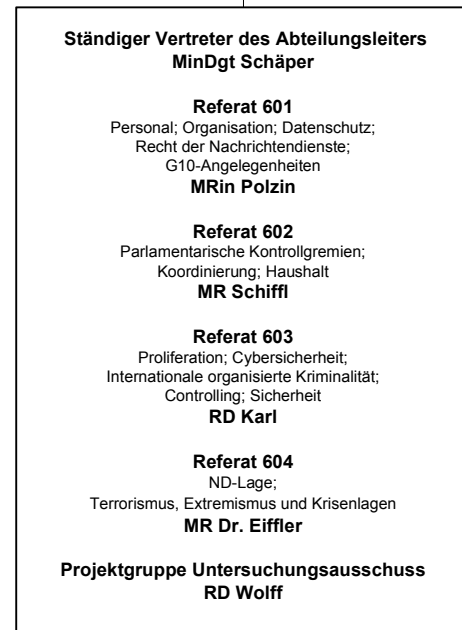 Ständiger Vertreter des Abteilungsleiters
MinDgt Schäper
Referat 601
Personal; Organisation; Datenschutz;
Recht der Nachrichtendienste;
G10-Angelegenheiten
MRin Polzin
Referat 602
Parlamentarische Kontrollgremien;
Koordinierung; Haushalt
MR Schiffl
Referat 603
Proliferation; Cybersicherheit;
Internationale organisierte Kriminalität;
Controlling; Sicherheit
RD Karl
Referat 604
ND-Lage;
Terrorismus, Extremismus und Krisenlagen
MR Dr. Eiffler
Projektgruppe Untersuchungsausschuss
RD Wolff